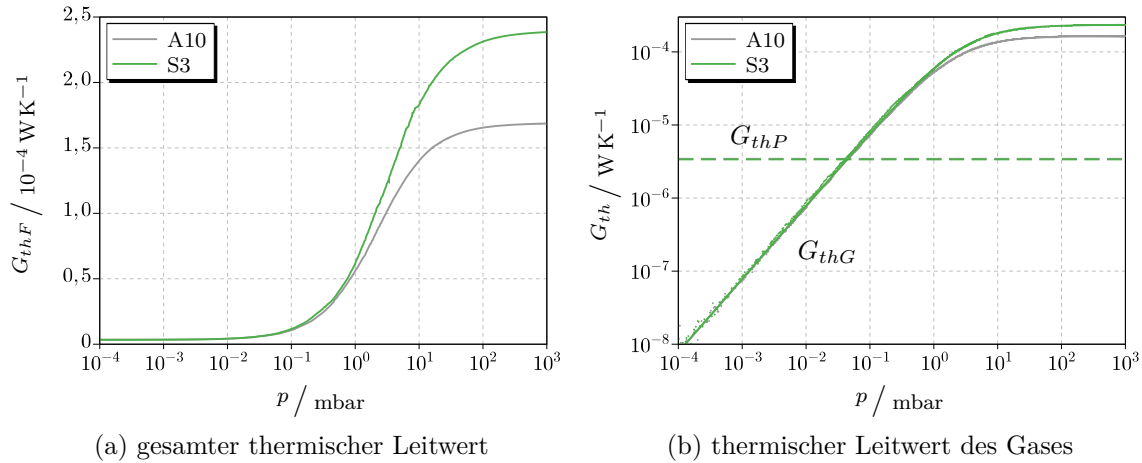 2,5
2,0
1,5
1,0
0,5
0
G_thF / 10^−4 W K^−1
A10
S3
10^−4 10^−3 10^−2 10^−1 10^0 10^1 10^2 10^3
p / mbar
(a) gesamter thermischer Leitwert
10^−4
10^−5
10^−6
10^−7
10^−8
G_th / W K^−1
A10
S3
G_thP
G_thG
10^−4 10^−3 10^−2 10^−1 10^0 10^1 10^2 10^3
p / mbar
(b) thermischer Leitwert des Gases